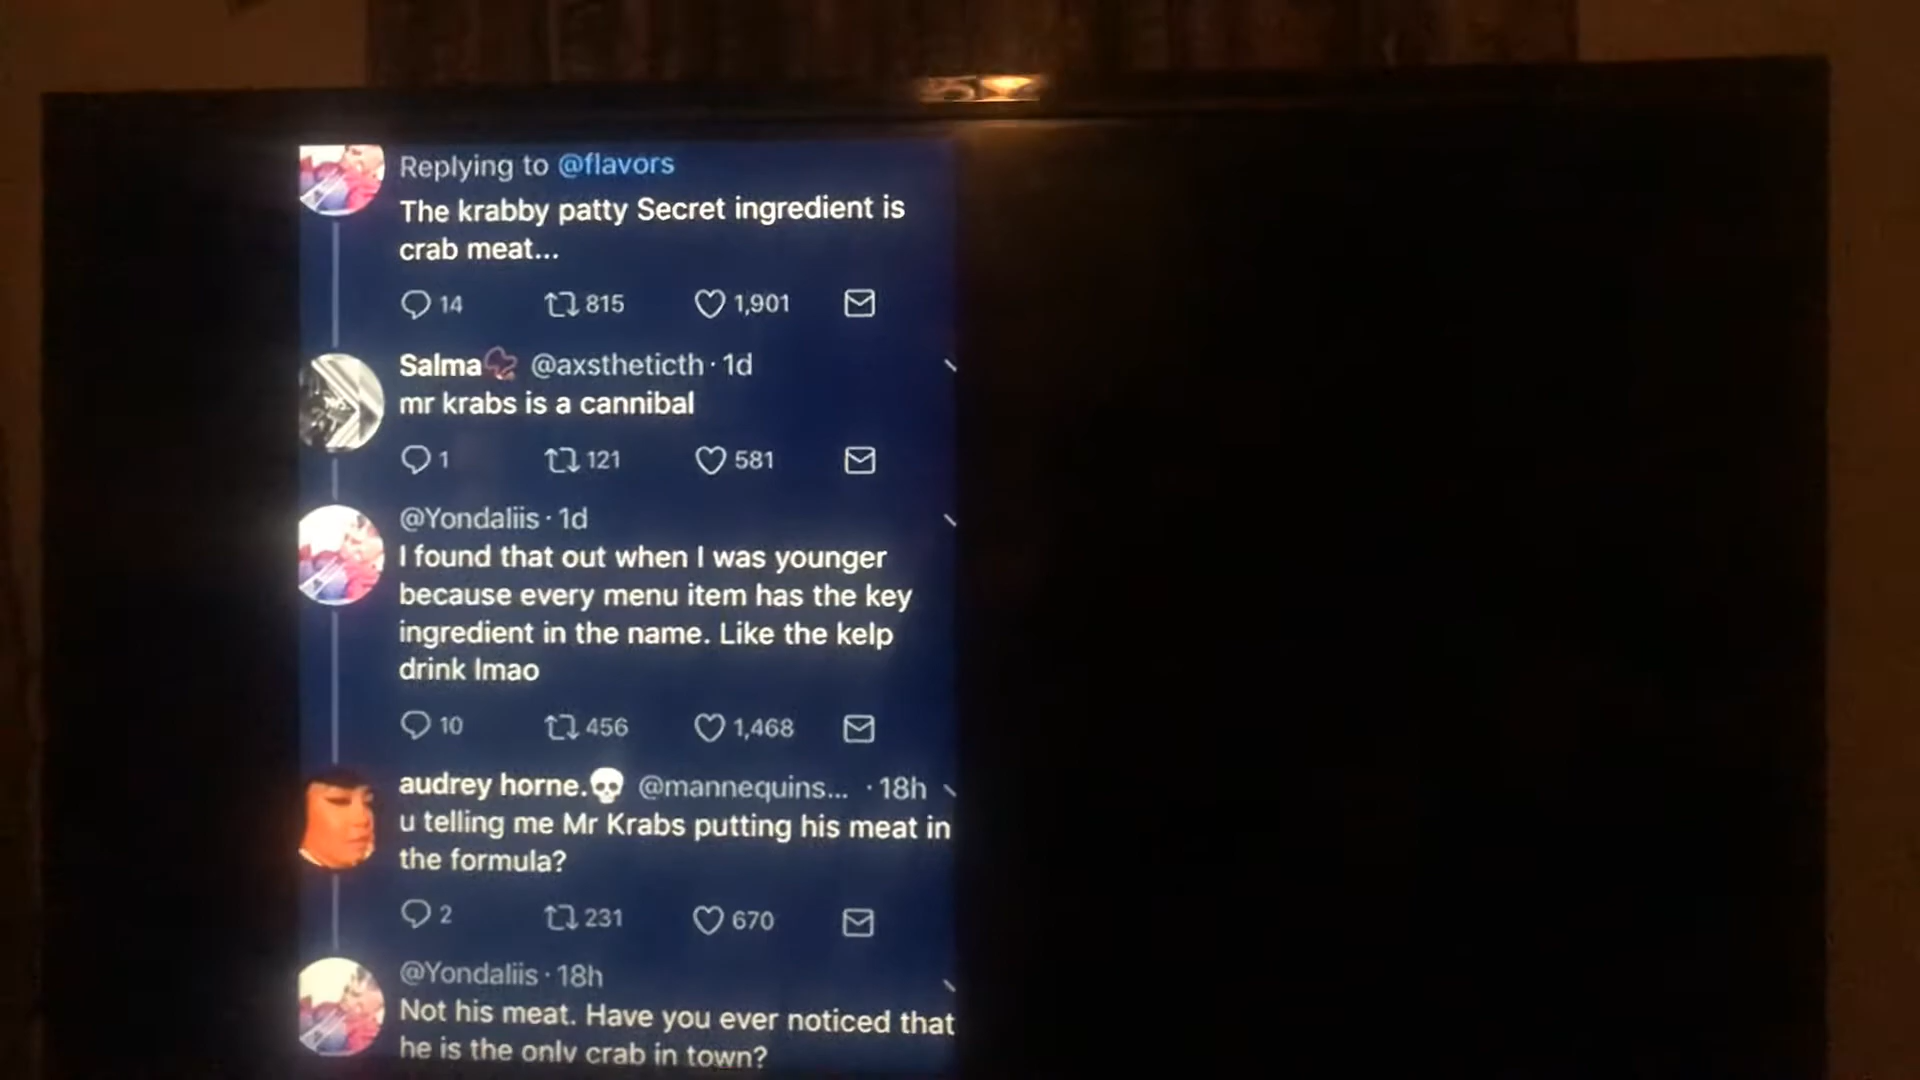 Replying to @flavors
The krabby patty Secret ingredient is
crab meat...
14 815 1,901
Salma @axstheticth · 1d
mr krabs is a cannibal
1 121 581
@Yondaliis · 1d
I found that out when I was younger
because every menu item has the key
ingredient in the name. Like the kelp
drink lmao
10 456 1,468
audrey horne.💀 @mannequins... · 18h
u telling me Mr Krabs putting his meat in
the formula?
2 231 670
@Yondaliis · 18h
Not his meat. Have you ever noticed that
he is the only crab in town?